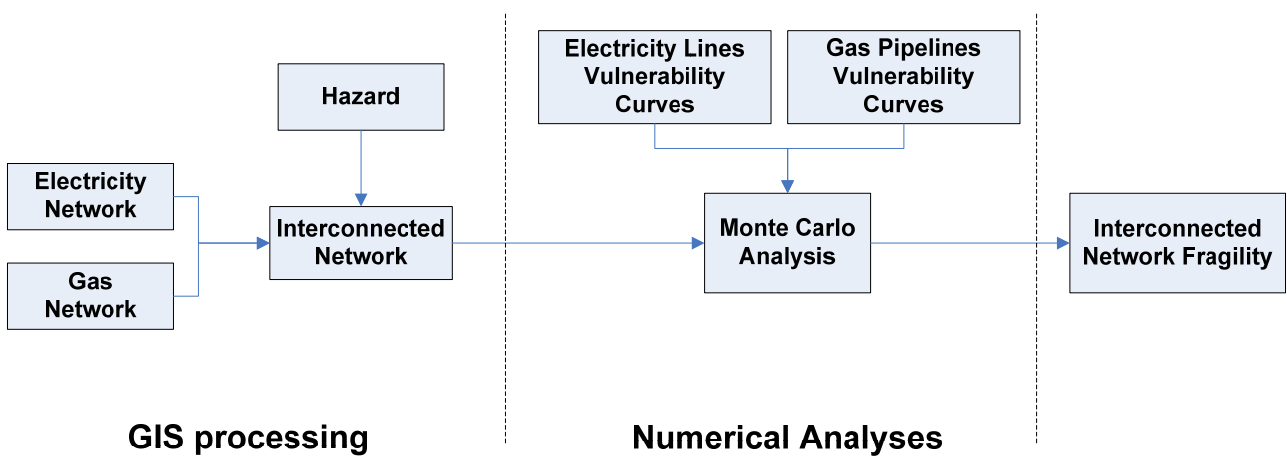 Hazard
Electricity
Network
Gas
Network
Interconnected
Network
Electricity Lines
Vulnerability
Curves
Gas Pipelines
Vulnerability
Curves
Monte Carlo
Analysis
Interconnected
Network Fragility
GIS processing
Numerical Analyses